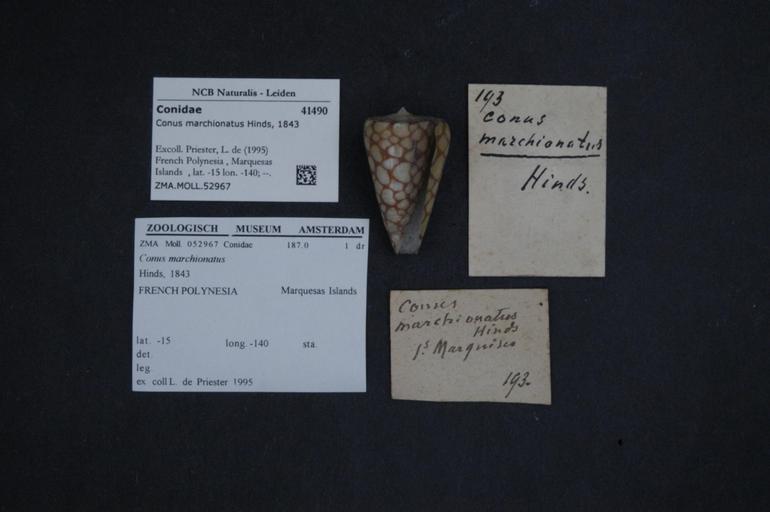 NCB Naturalis - Leiden
Conidae 41490
Conus marchionatus Hinds, 1843
Excoll. Priester, L. de (1995)
French Polynesia , Marquesas
Islands , lat. -15 lon. -140; --.
ZMA.MOLL.52967
ZOOLOGISCH MUSEUM AMSTERDAM
ZMA Moll. 052967 Conidae 187.0 1 dr
Conus marchionatus
Hinds, 1843
FRENCH POLYNESIA Marquesas Islands
lat. -15 long. -140 sta.
det.
leg.
ex coll L. de Priester 1995
193
Conus
marchionatus
Hinds.
Conus
marchionatus
Hinds
Is Marquises
193.